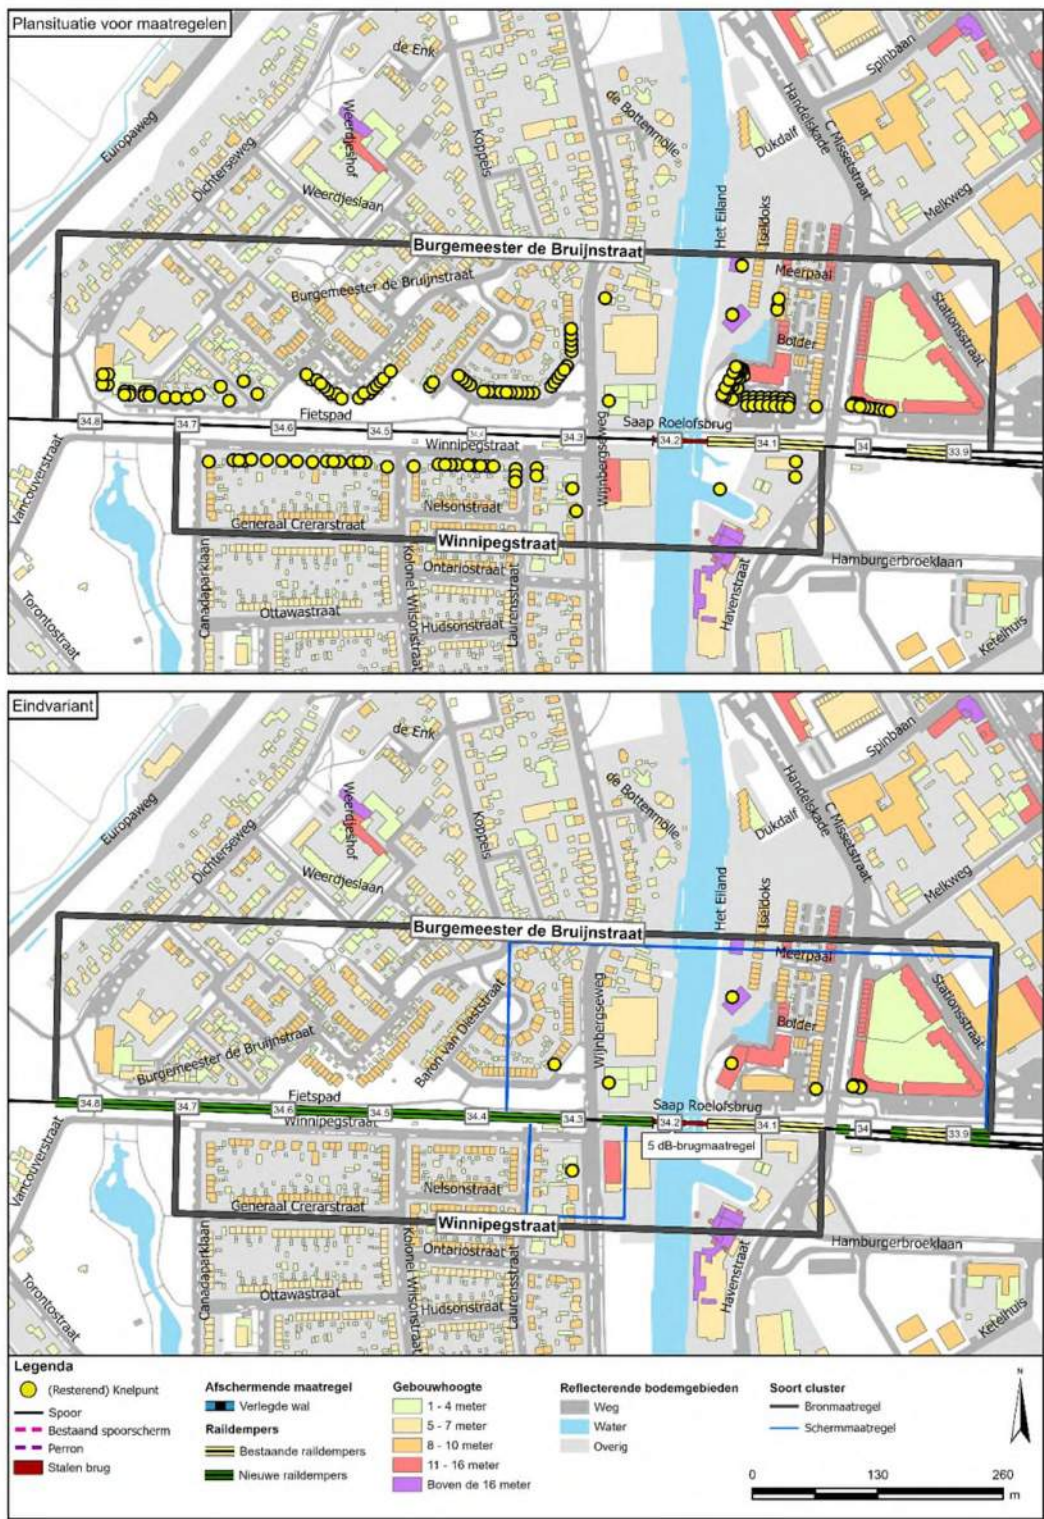 Plansituatie voor maatregelen
de Enk
Spinbaan
Europaweg
Weerdjeshof
Koppels
de Bottermölle
Handelskade
Dukdalf
C. Missetstraat
Dichterseweg
Weerdjeslaan
Melkweg
Het Eiland
Iseldoks
Burgemeester de Bruijnstraat
Meerpaal
Burgemeester de Bruijnstraat
Stationsstraat
Bolder
Fietspad
Saap Roelofsbrug
34.8
34.7
34.6
34.5
34.4
34.3
34.2
34.1
34
33.9
Winnipegstraat
Vancouverstraat
Wijnbergseweg
Nelsonstraat
Generaal Crerarstraat
Winnipegstraat
Hamburgerbroeklaan
Canadaparklaan
Kolonel Wilsonstraat
Ontariostraat
Laurensstraat
Havenstraat
Torontostraat
Ottawastraat
Hudsonstraat
Ketelhuis
Eindvariant
de Enk
Spinbaan
Europaweg
Weerdjeshof
Koppels
de Bottermölle
Handelskade
Dukdalf
C. Missetstraat
Dichterseweg
Weerdjeslaan
Melkweg
Het Eiland
Iseldoks
Burgemeester de Bruijnstraat
Meerpaal
Baron van Dieststraat
Wijnbergseweg
Stationsstraat
Bolder
Burgemeester de Bruijnstraat
Fietspad
Saap Roelofsbrug
34.8
34.7
34.6
34.5
34.4
34.3
34.2
34.1
34
33.9
Winnipegstraat
5 dB-brugmaatregel
Vancouverstraat
Nelsonstraat
Generaal Crerarstraat
Winnipegstraat
Hamburgerbroeklaan
Canadaparklaan
Kolonel Wilsonstraat
Ontariostraat
Laurensstraat
Havenstraat
Torontostraat
Ottawastraat
Hudsonstraat
Ketelhuis
Legenda
(Resterend) Knelpunt
Spoor
Bestaand spoorscherm
Perron
Stalen brug
Afschermende maatregel
Verlegde wal
Raildempers
Bestaande raildempers
Nieuwe raildempers
Gebouwhoogte
1 - 4 meter
5 - 7 meter
8 - 10 meter
11 - 16 meter
Boven de 16 meter
Reflecterende bodemgebieden
Weg
Water
Overig
Soort cluster
Bronmaatregel
Schermmaatregel
N
0 130 260
m